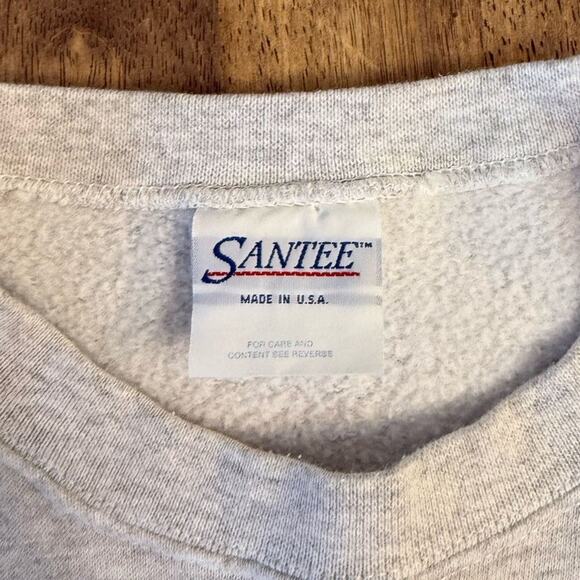 SANTEE™
MADE IN U.S.A.
FOR CARE AND
CONTENT SEE REVERSE